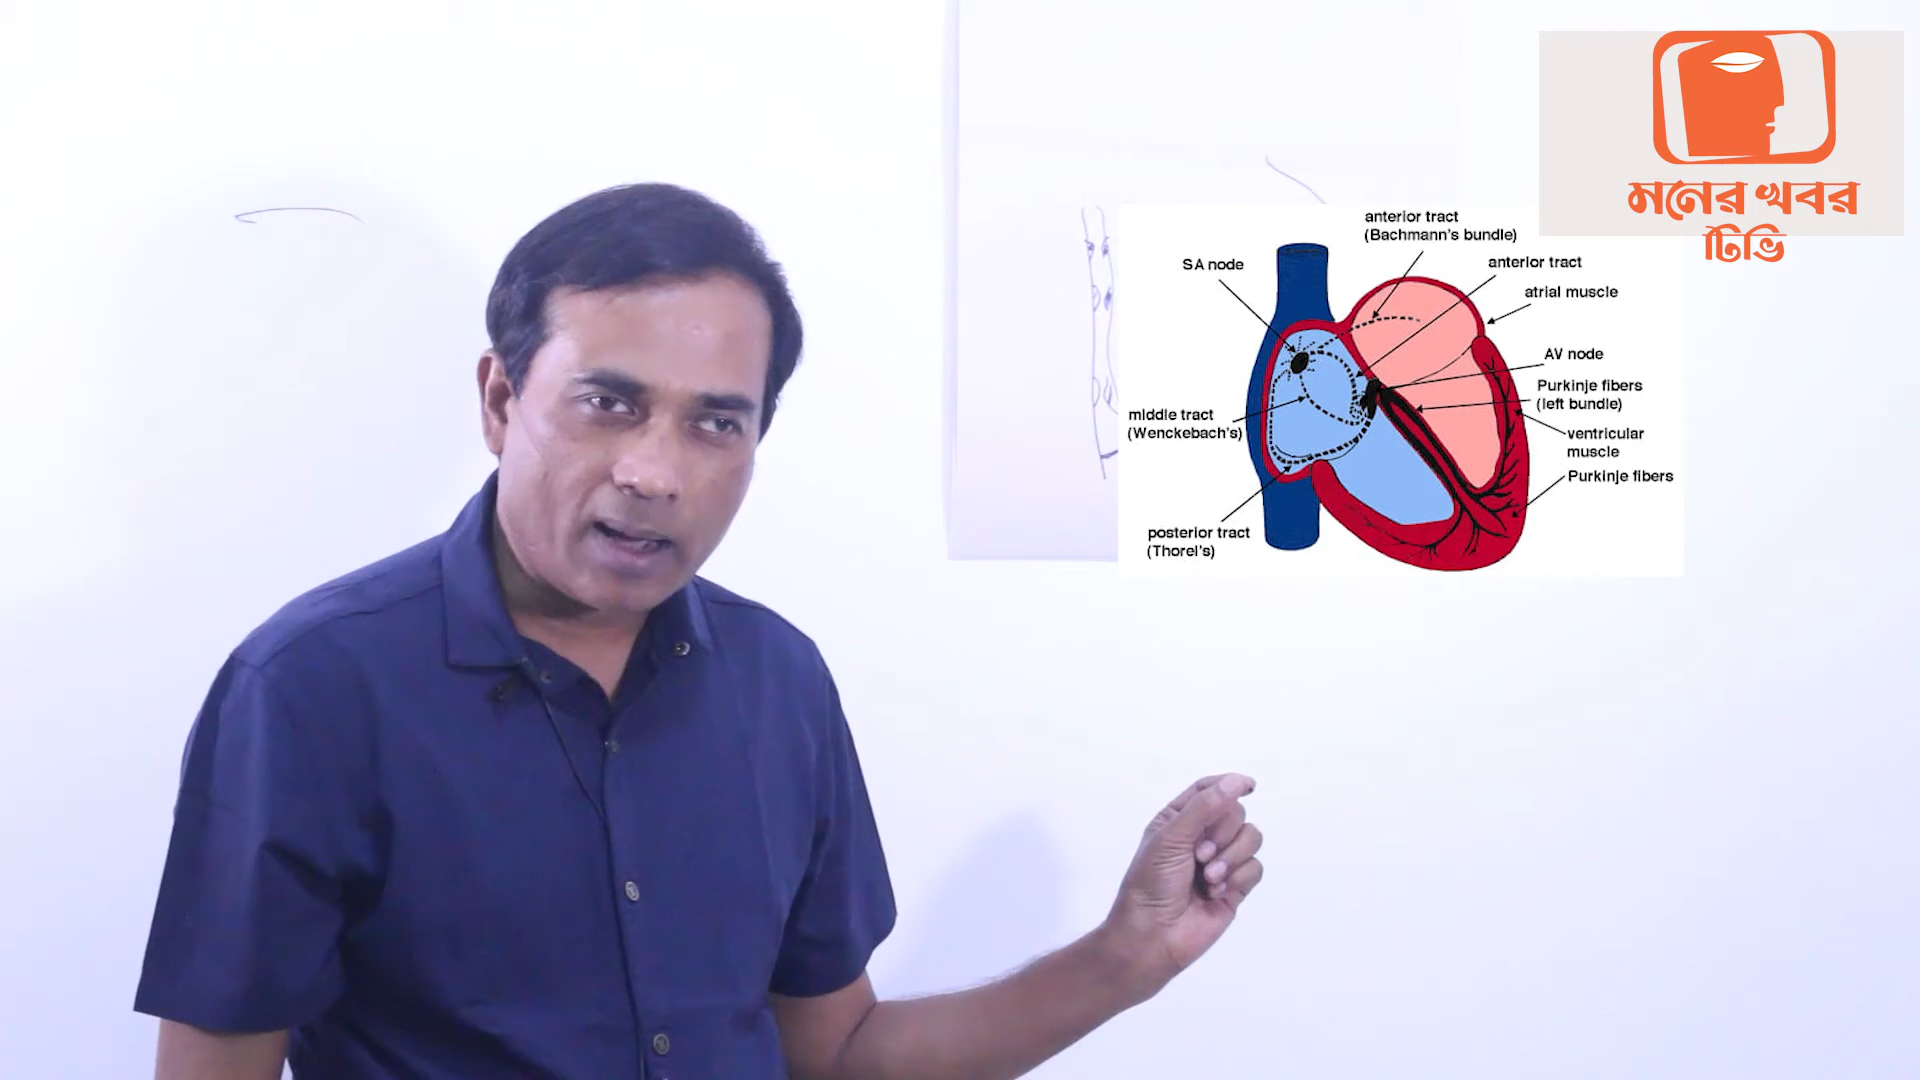 মনের খবর
টিভি
anterior tract
(Bachmann's bundle)
SA node
anterior tract
atrial muscle
AV node
Purkinje fibers
(left bundle)
middle tract
(Wenckebach's)
ventricular
muscle
Purkinje fibers
posterior tract
(Thorel's)